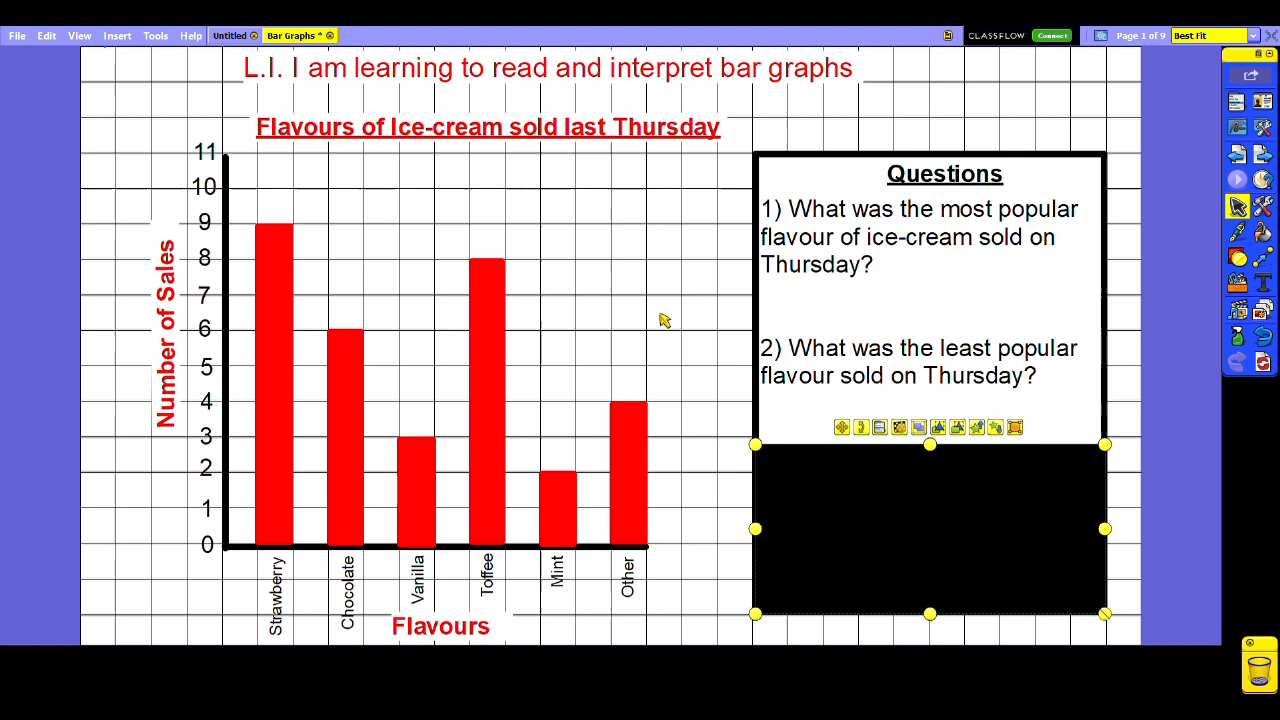 File Edit View Insert Tools Help Untitled Bar Graphs * CLASSFLOW Connect Page 1 of 9 Best Fit
L.I. I am learning to read and interpret bar graphs
Flavours of Ice-cream sold last Thursday
Number of Sales
11
10
9
8
7
6
5
4
3
2
1
0
Strawberry
Chocolate
Vanilla
Toffee
Mint
Other
Flavours
Questions
1) What was the most popular
flavour of ice-cream sold on
Thursday?
2) What was the least popular
flavour sold on Thursday?